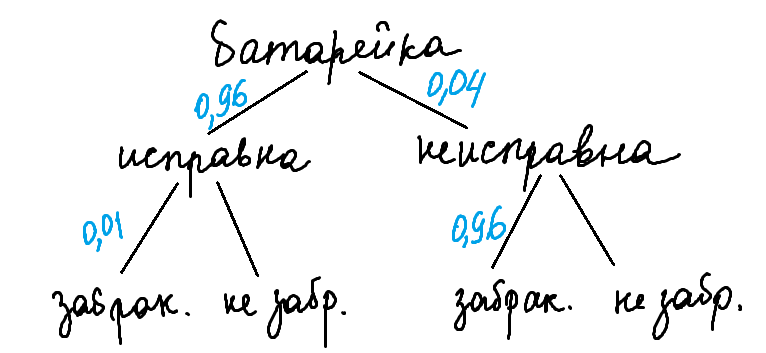 батарейка
0,96 0,04
исправна неисправна
0,01 0,96
забрак. не забр. забрак. не забр.